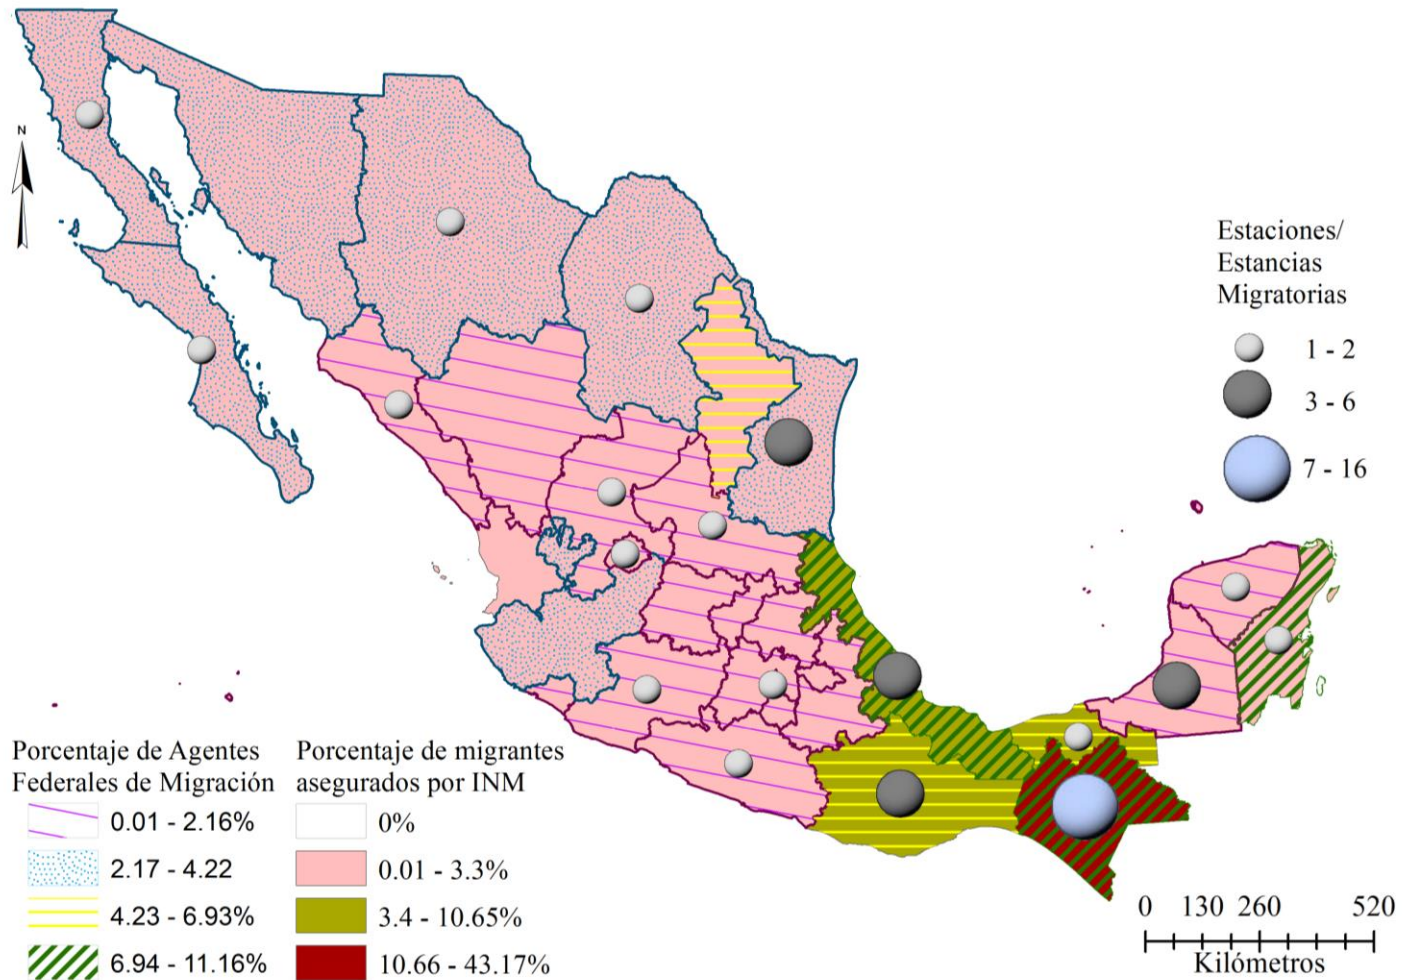 N
Estaciones/
Estancias
Migratorias
1 - 2
3 - 6
7 - 16
Porcentaje de Agentes
Federales de Migración
0.01 - 2.16%
2.17 - 4.22
4.23 - 6.93%
6.94 - 11.16%
Porcentaje de migrantes
asegurados por INM
0%
0.01 - 3.3%
3.4 - 10.65%
10.66 - 43.17%
0 130 260 520
Kilómetros